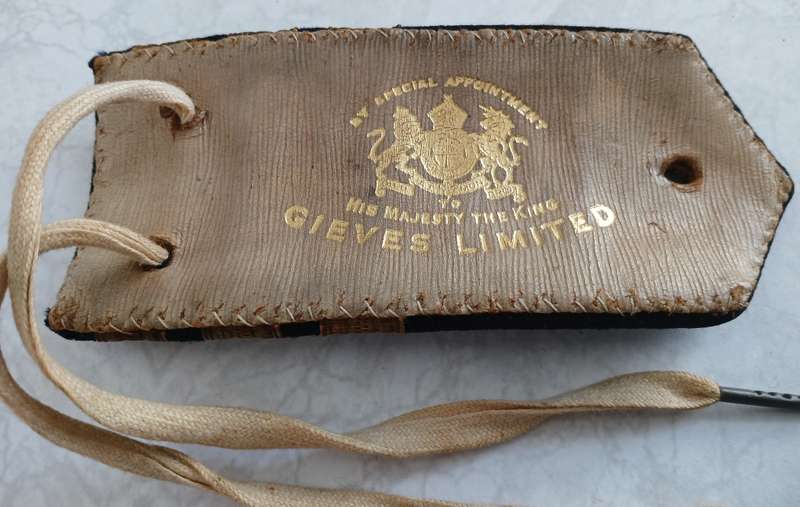 BY SPECIAL APPOINTMENT
TO
HIS MAJESTY THE KING
GIEVES LIMITED